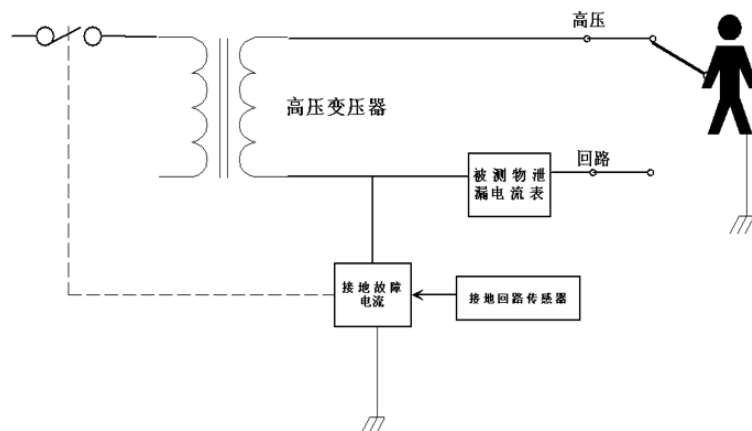 高压
高压变压器
被测物泄
漏电流表
回路
接地故障
电流
接地回路传感器